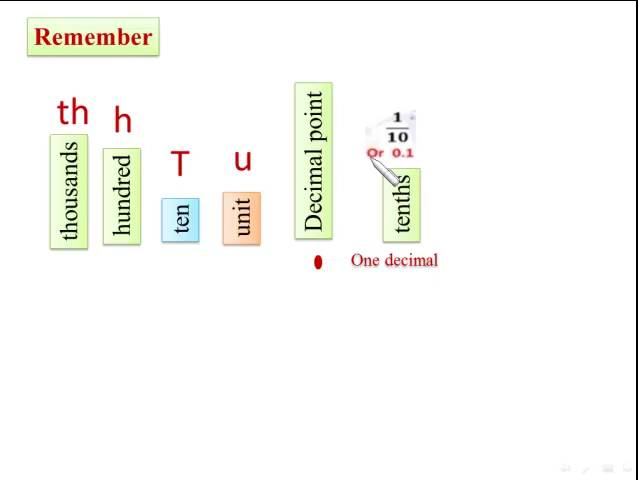 Remember
th h T u
thousands hundred ten unit Decimal point tenths
1
10
Or 0.1
One decimal